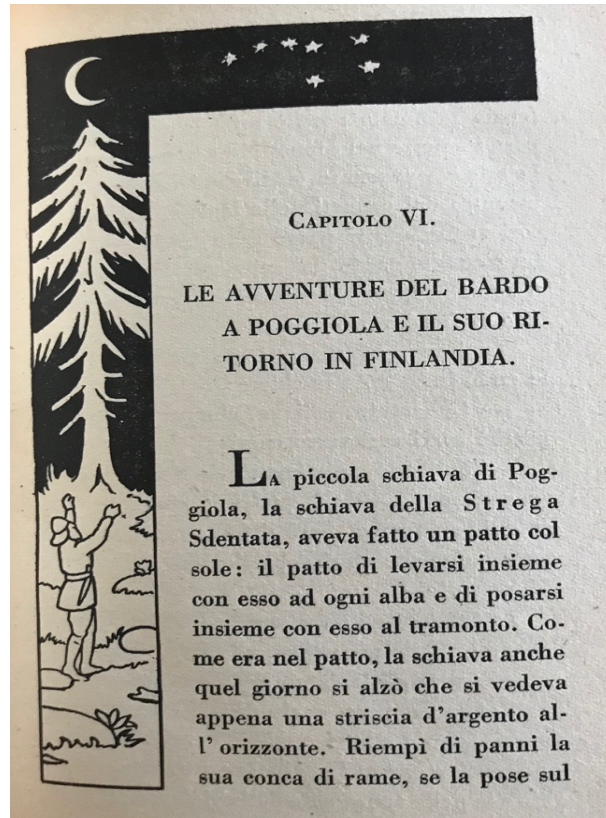 CAPITOLO VI.
LE AVVENTURE DEL BARDO
A POGGIOLA E IL SUO RI-
TORNO IN FINLANDIA.
LA piccola schiava di Pog-
giola, la schiava della Strega
Sdentata, aveva fatto un patto col
sole: il patto di levarsi insieme
con esso ad ogni alba e di posarsi
insieme con esso al tramonto. Co-
me era nel patto, la schiava anche
quel giorno si alzò che si vedeva
appena una striscia d'argento al-
l' orizzonte. Riempì di panni la
sua conca di rame, se la pose sul